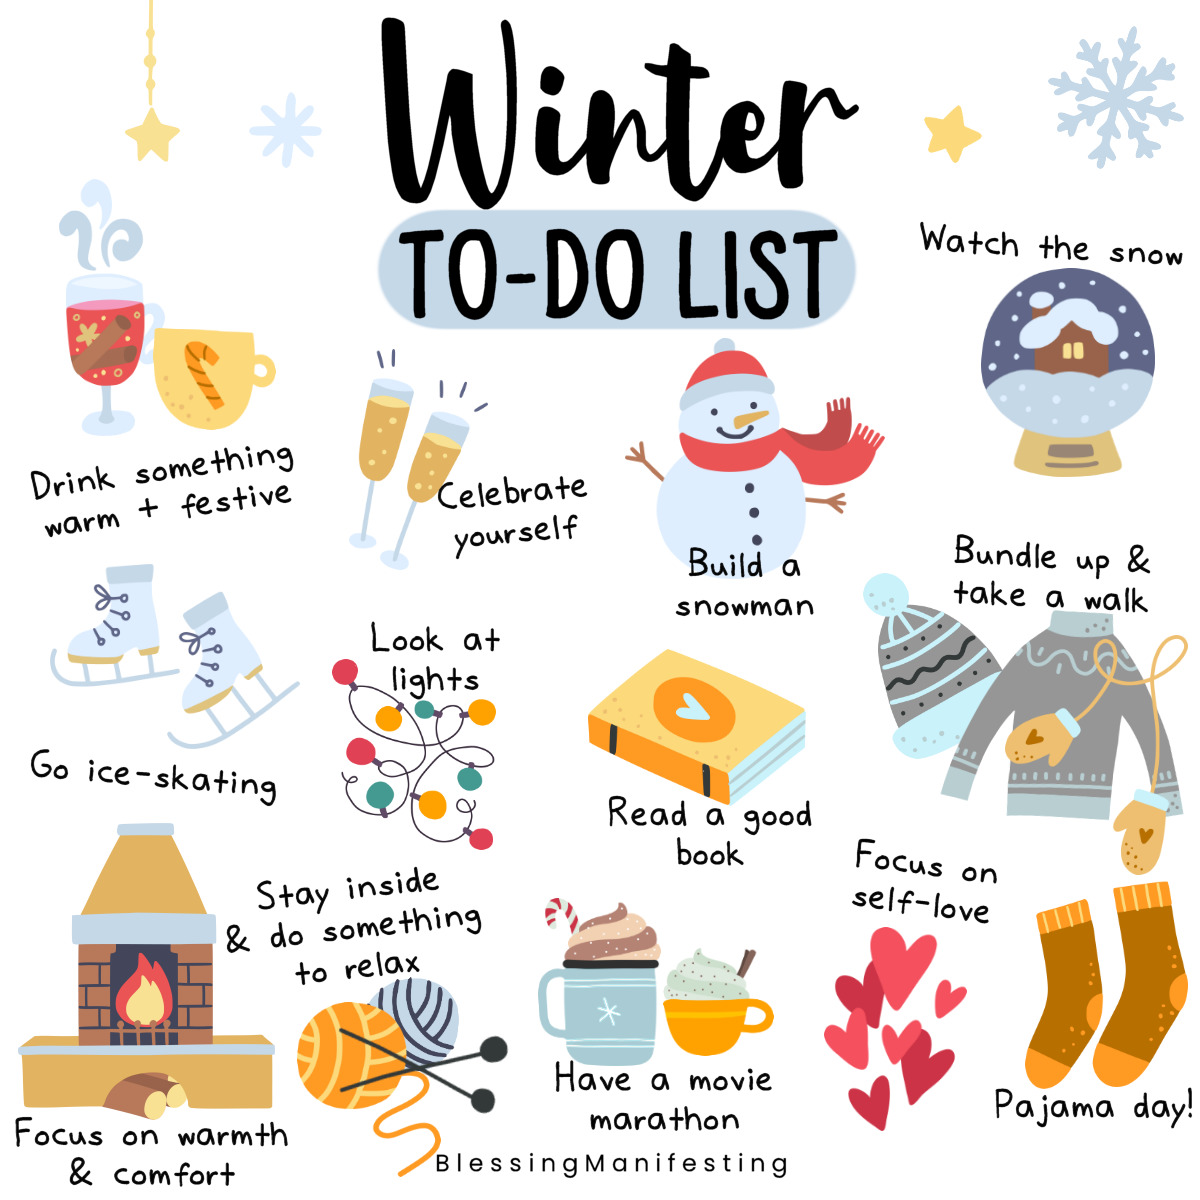 Winter
TO-DO LIST
Watch the snow
Drink something
warm + festive
Celebrate
yourself
Build a
snowman
Bundle up &
take a walk
Go ice-skating
Look at
lights
Read a good
book
Focus on
self-love
Stay inside
& do something
to relax
Have a movie
marathon
Pajama day!
Focus on warmth
& comfort
BlessingManifesting